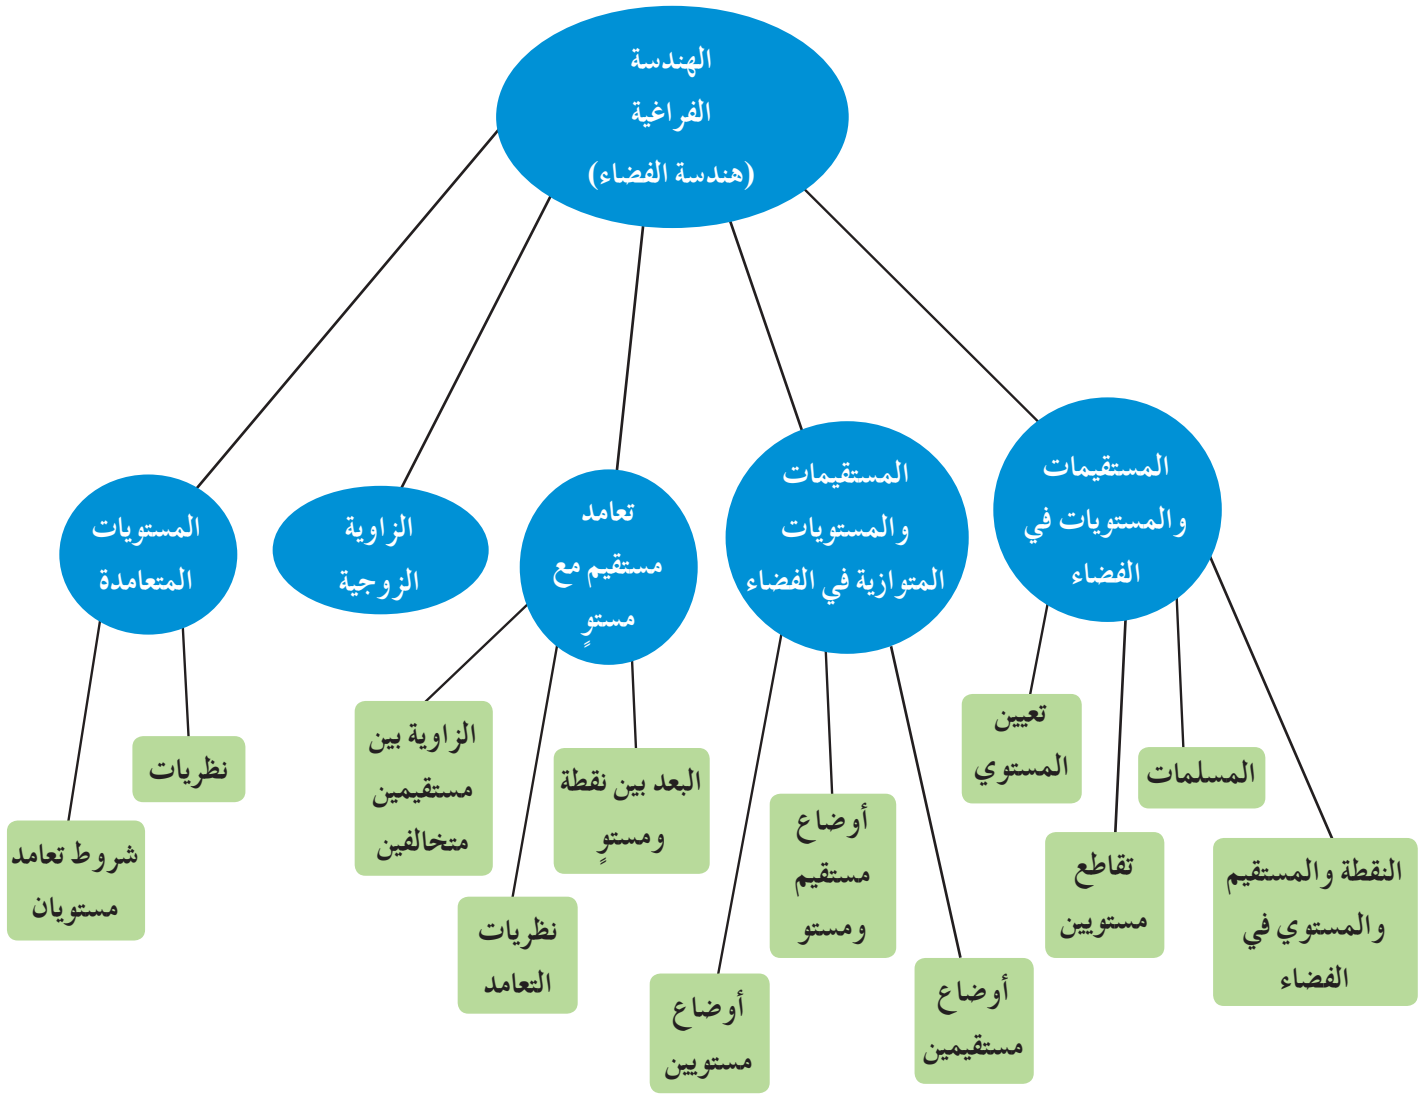 الهندسة
الفراغية
(هندسة الفضاء)
المستقيمات
والمستويات في
الفضاء
المستقيمات
والمستويات
المتوازية في الفضاء
تعامد
مستقيم مع
مستوٍ
الزاوية
الزوجية
المستويات
المتعامدة
النقطة والمستقيم
والمستوي في
الفضاء
المسلمات
تقاطع
مستويين
تعيين
المستوي
أوضاع
مستقيمين
أوضاع
مستقيم
ومستو
أوضاع
مستويين
البعد بين نقطة
ومستوٍ
نظريات
التعامد
الزاوية بين
مستقيمين
متخالفين
نظريات
شروط تعامد
مستويان